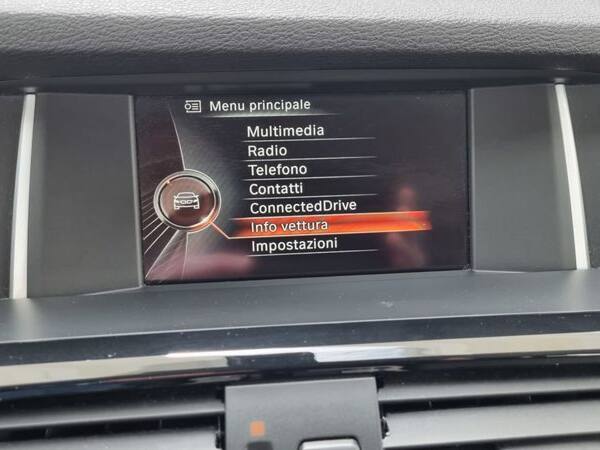 Menu principale
Multimedia
Radio
Telefono
Contatti
ConnectedDrive
Info vettura
Impostazioni